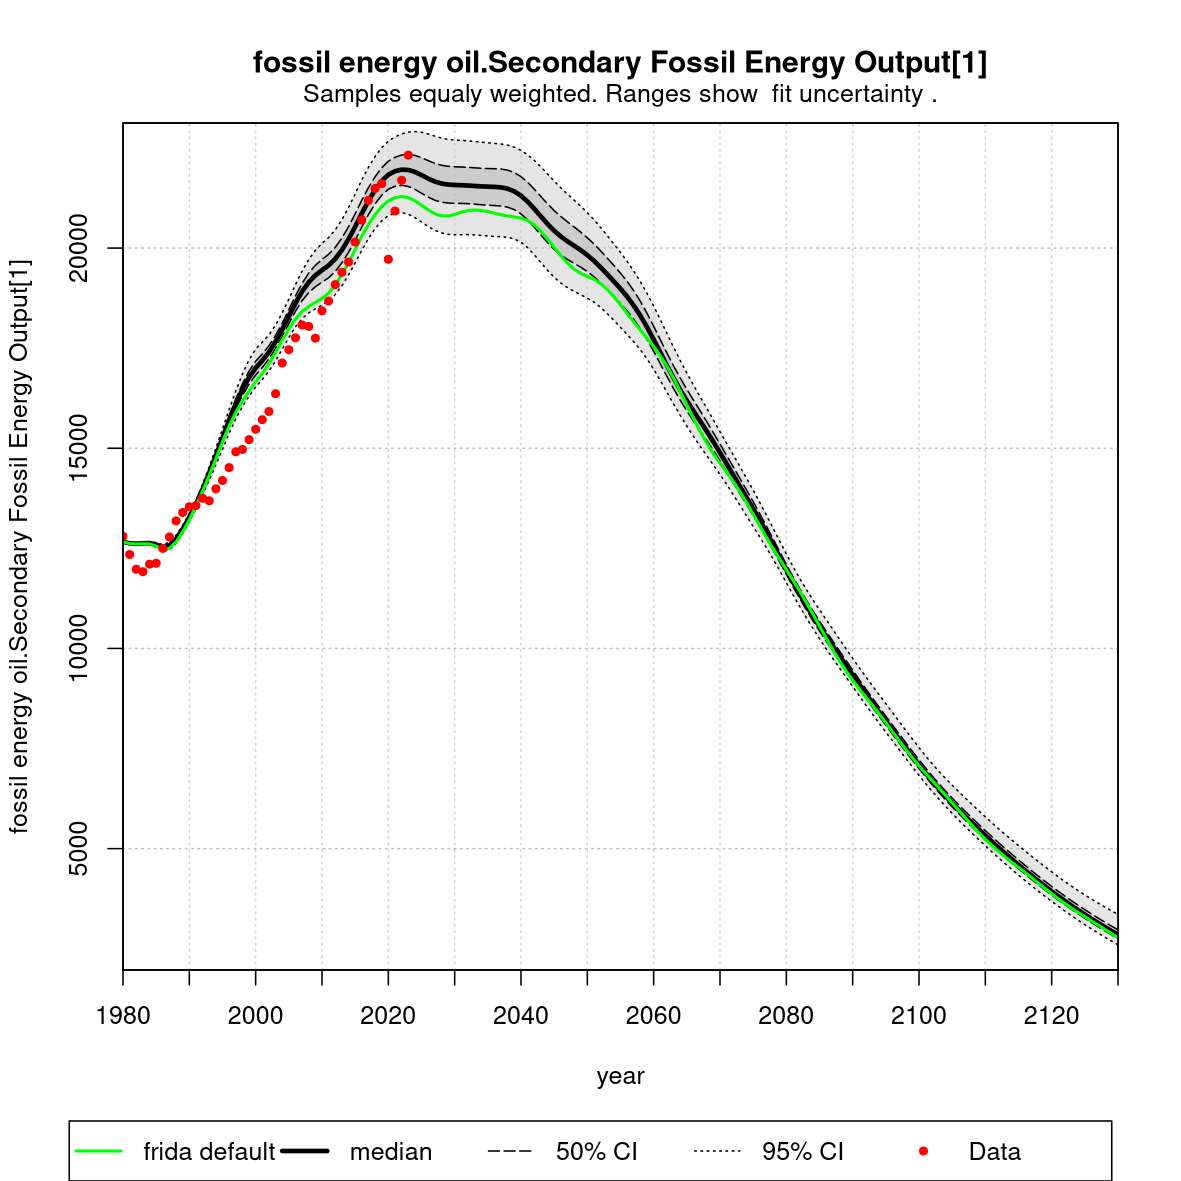 fossil energy oil.Secondary Fossil Energy Output[1]
Samples equaly weighted. Ranges show  fit uncertainty .
fossil energy oil.Secondary Fossil Energy Output[1]
20000
15000
10000
5000
1980 2000 2020 2040 2060 2080 2100 2120
year
frida default median 50% CI 95% CI Data